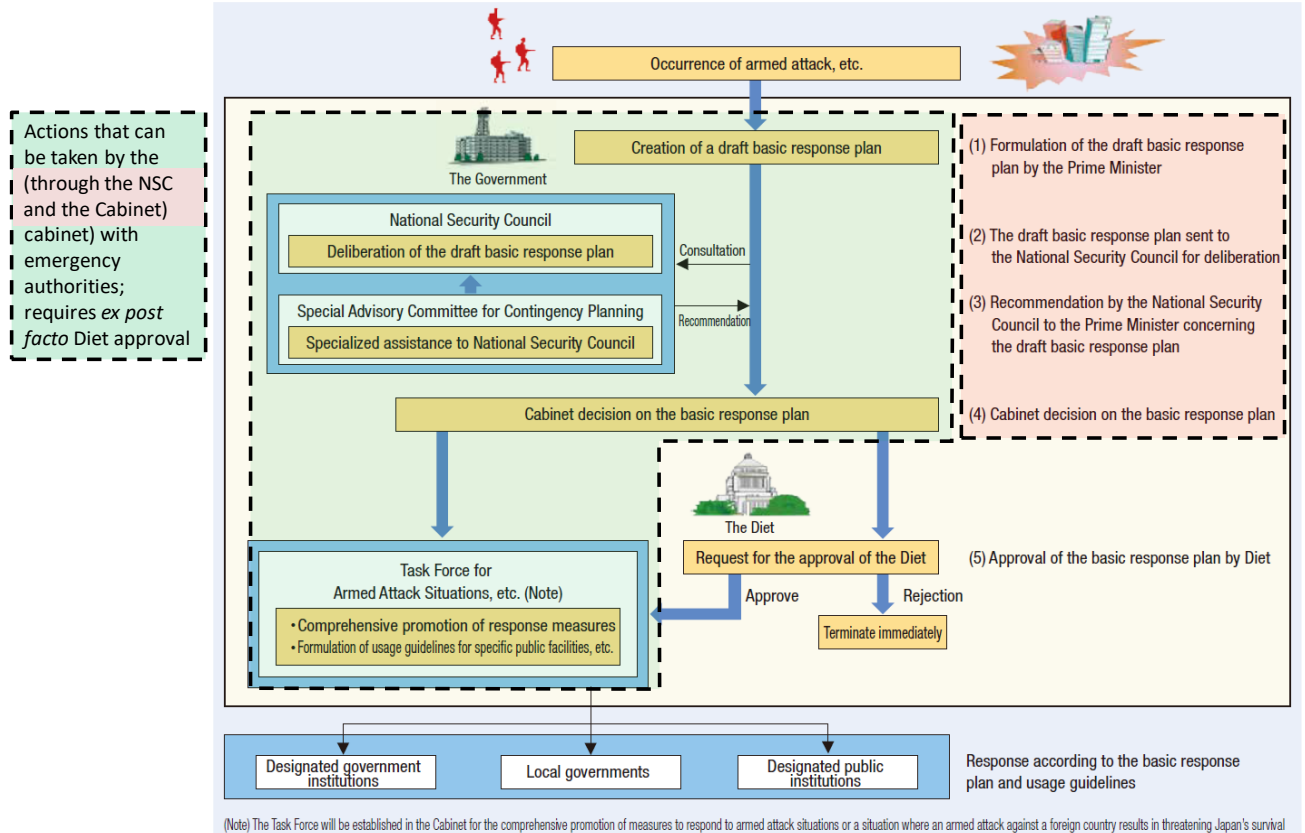 Occurrence of armed attack, etc.
Actions that can
be taken by the
(through the NSC
and the Cabinet)
cabinet) with
emergency
authorities;
requires ex post
facto Diet approval
The Government
Creation of a draft basic response plan
(1) Formulation of the draft basic response
plan by the Prime Minister
National Security Council
Deliberation of the draft basic response plan
Consultation
(2) The draft basic response plan sent to
the National Security Council for deliberation
Special Advisory Committee for Contingency Planning
Specialized assistance to National Security Council
Recommendation
(3) Recommendation by the National Security
Council to the Prime Minister concerning
the draft basic response plan
Cabinet decision on the basic response plan
(4) Cabinet decision on the basic response plan
The Diet
Request for the approval of the Diet
(5) Approval of the basic response plan by Diet
Approve
Rejection
Terminate immediately
Task Force for
Armed Attack Situations, etc. (Note)
• Comprehensive promotion of response measures
• Formulation of usage guidelines for specific public facilities, etc.
Designated government
institutions
Local governments
Designated public
institutions
Response according to the basic response
plan and usage guidelines
(Note) The Task Force will be established in the Cabinet for the comprehensive promotion of measures to respond to armed attack situations or a situation where an armed attack against a foreign country results in threatening Japan's survival